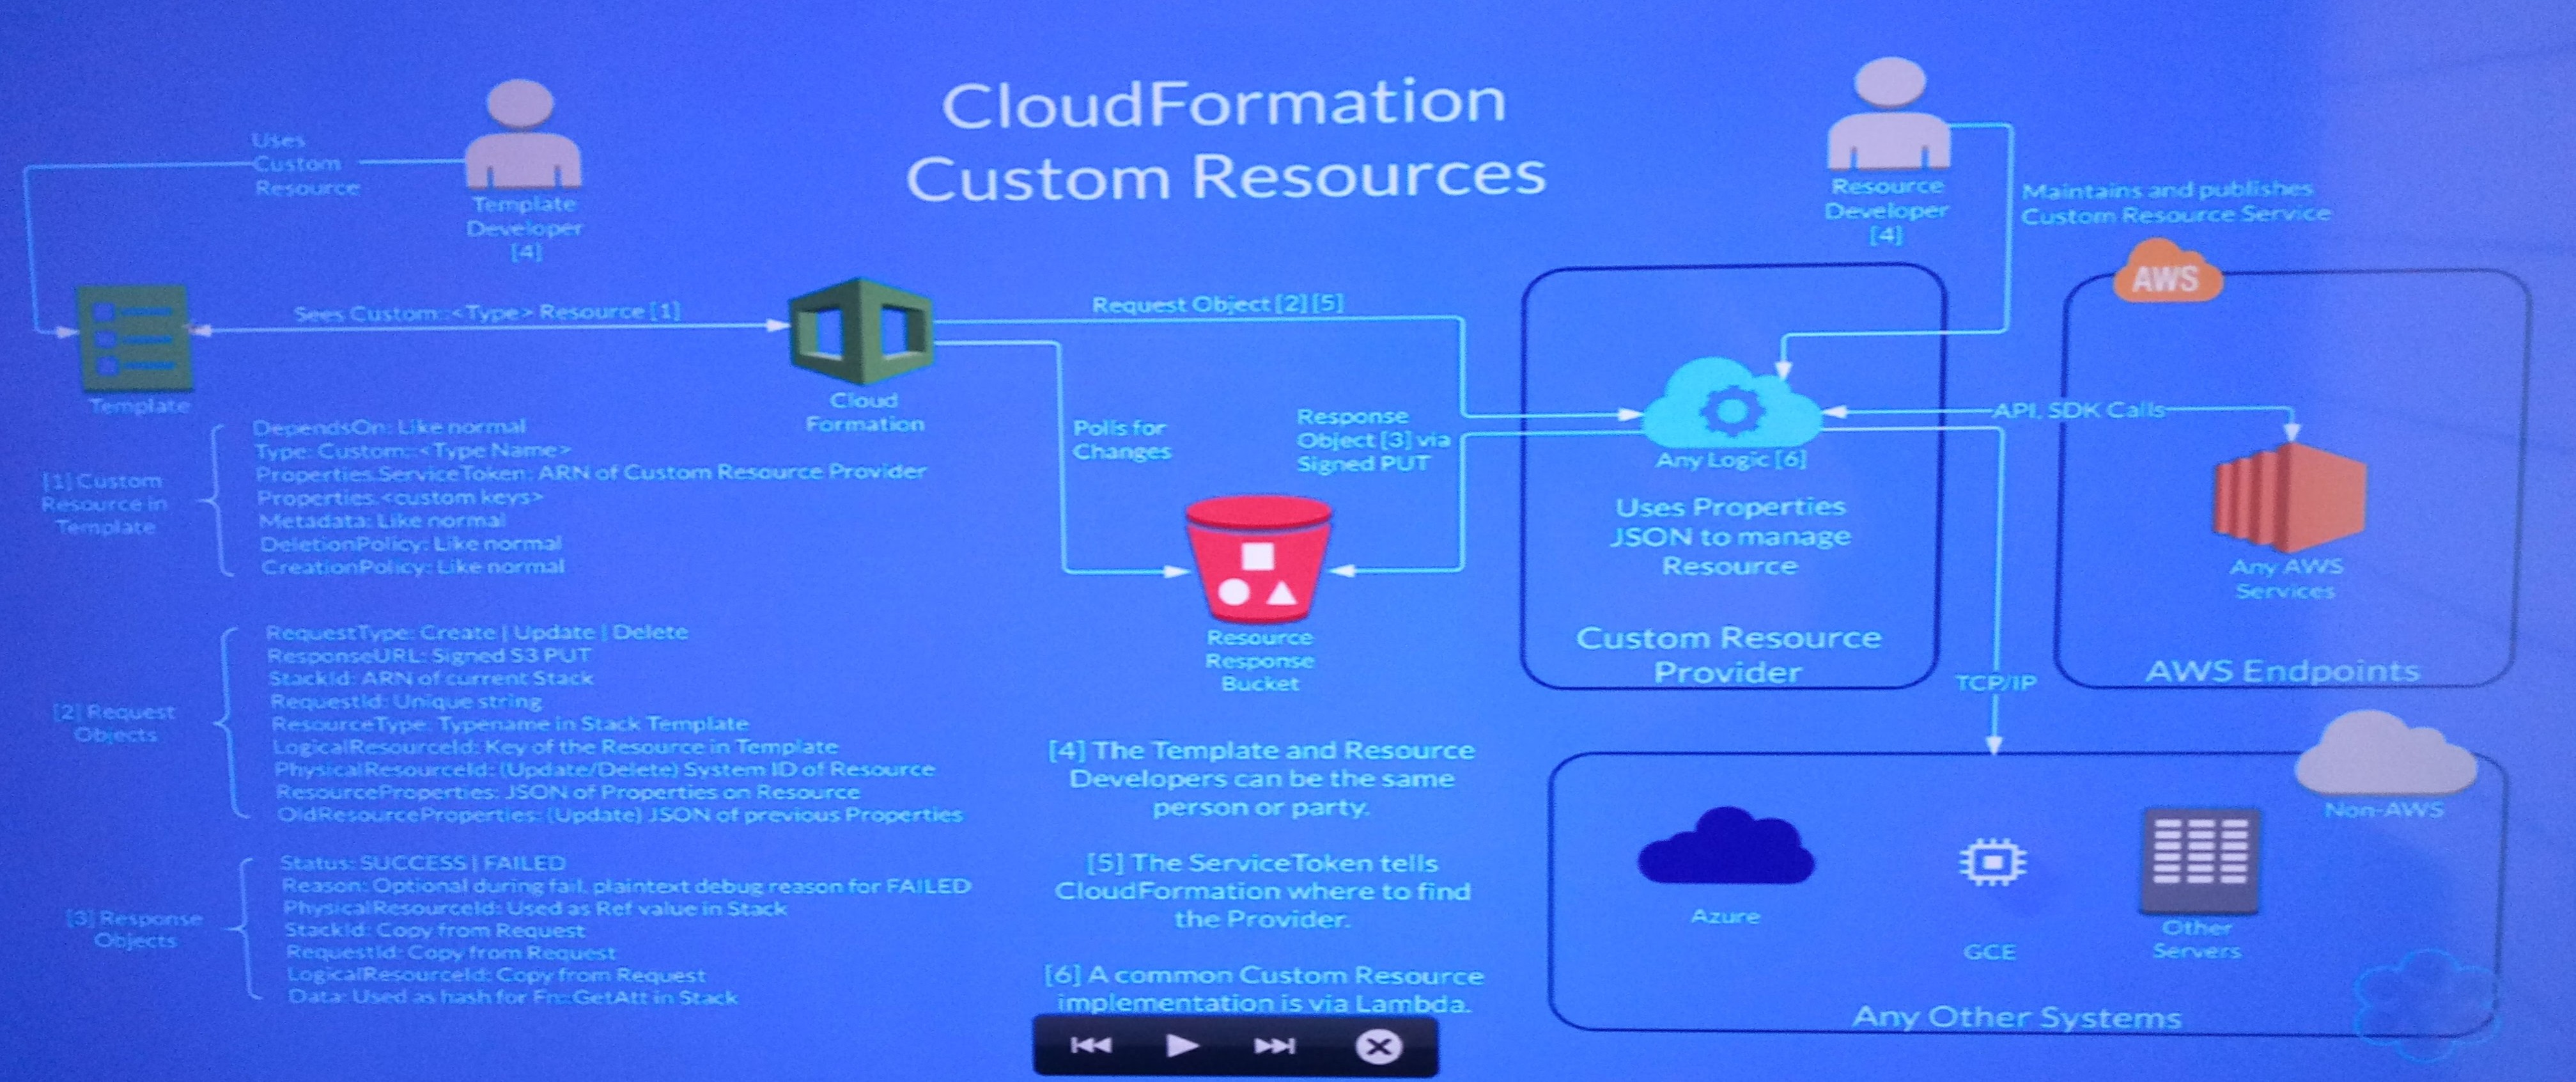 CloudFormation
Custom Resources
Uses
Custom
Resource
Template
Developer
[4]
Resource
Developer
[4]
Maintains and publishes
Custom Resource Service
AWS
Sees Custom::<Type> Resource [1]
Request Object [2] [5]
Template
Cloud
Formation
Polls for
Changes
Response
Object [3] via
Signed PUT
Any Logic [6]
API, SDK Calls
Uses Properties
JSON to manage
Resource
Custom Resource
Provider
Any AWS
Services
AWS Endpoints
TCP/IP
Resource
Response
Bucket
[1] Custom
Resource in
Template
DependsOn: Like normal
Type: Custom::<Type Name>
Properties.ServiceToken: ARN of Custom Resource Provider
Properties.<custom keys>
Metadata: Like normal
DeletionPolicy: Like normal
CreationPolicy: Like normal
[2] Request
Objects
RequestType: Create | Update | Delete
ResponseURL: Signed S3 PUT
StackId: ARN of current Stack
RequestId: Unique string
ResourceType: Typename in Stack Template
LogicalResourceId: Key of the Resource in Template
PhysicalResourceId: (Update/Delete) System ID of Resource
ResourceProperties: JSON of Properties on Resource
OldResourceProperties: (Update) JSON of previous Properties
[3] Response
Objects
Status: SUCCESS | FAILED
Reason: Optional during fail, plaintext debug reason for FAILED
PhysicalResourceId: Used as Ref value in Stack
StackId: Copy from Request
RequestId: Copy from Request
LogicalResourceId: Copy from Request
Data: Used as hash for Fn::GetAtt in Stack
[4] The Template and Resource
Developers can be the same
person or party.
[5] The ServiceToken tells
CloudFormation where to find
the Provider.
[6] A common Custom Resource
implementation is via Lambda.
Non-AWS
Azure
GCE
Other
Servers
Any Other Systems